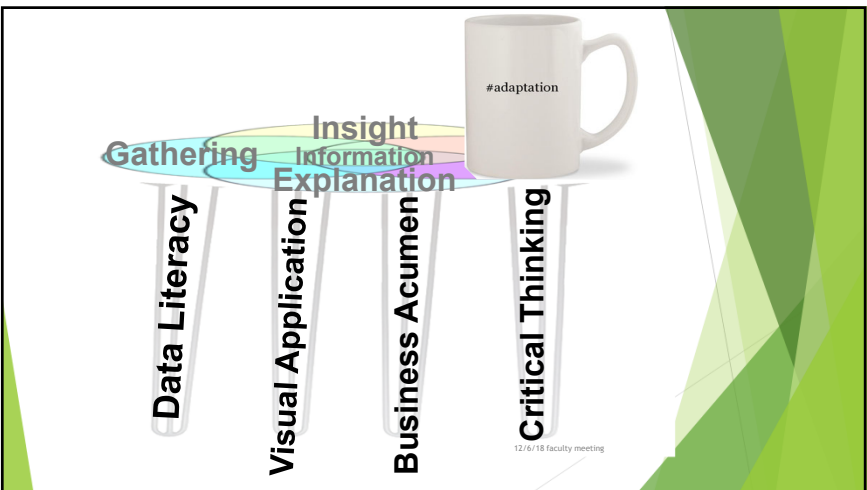 #adaptation
Insight
Gathering
Information
Explanation
Data Literacy
Visual Application
Business Acumen
Critical Thinking
12/6/18 faculty meeting